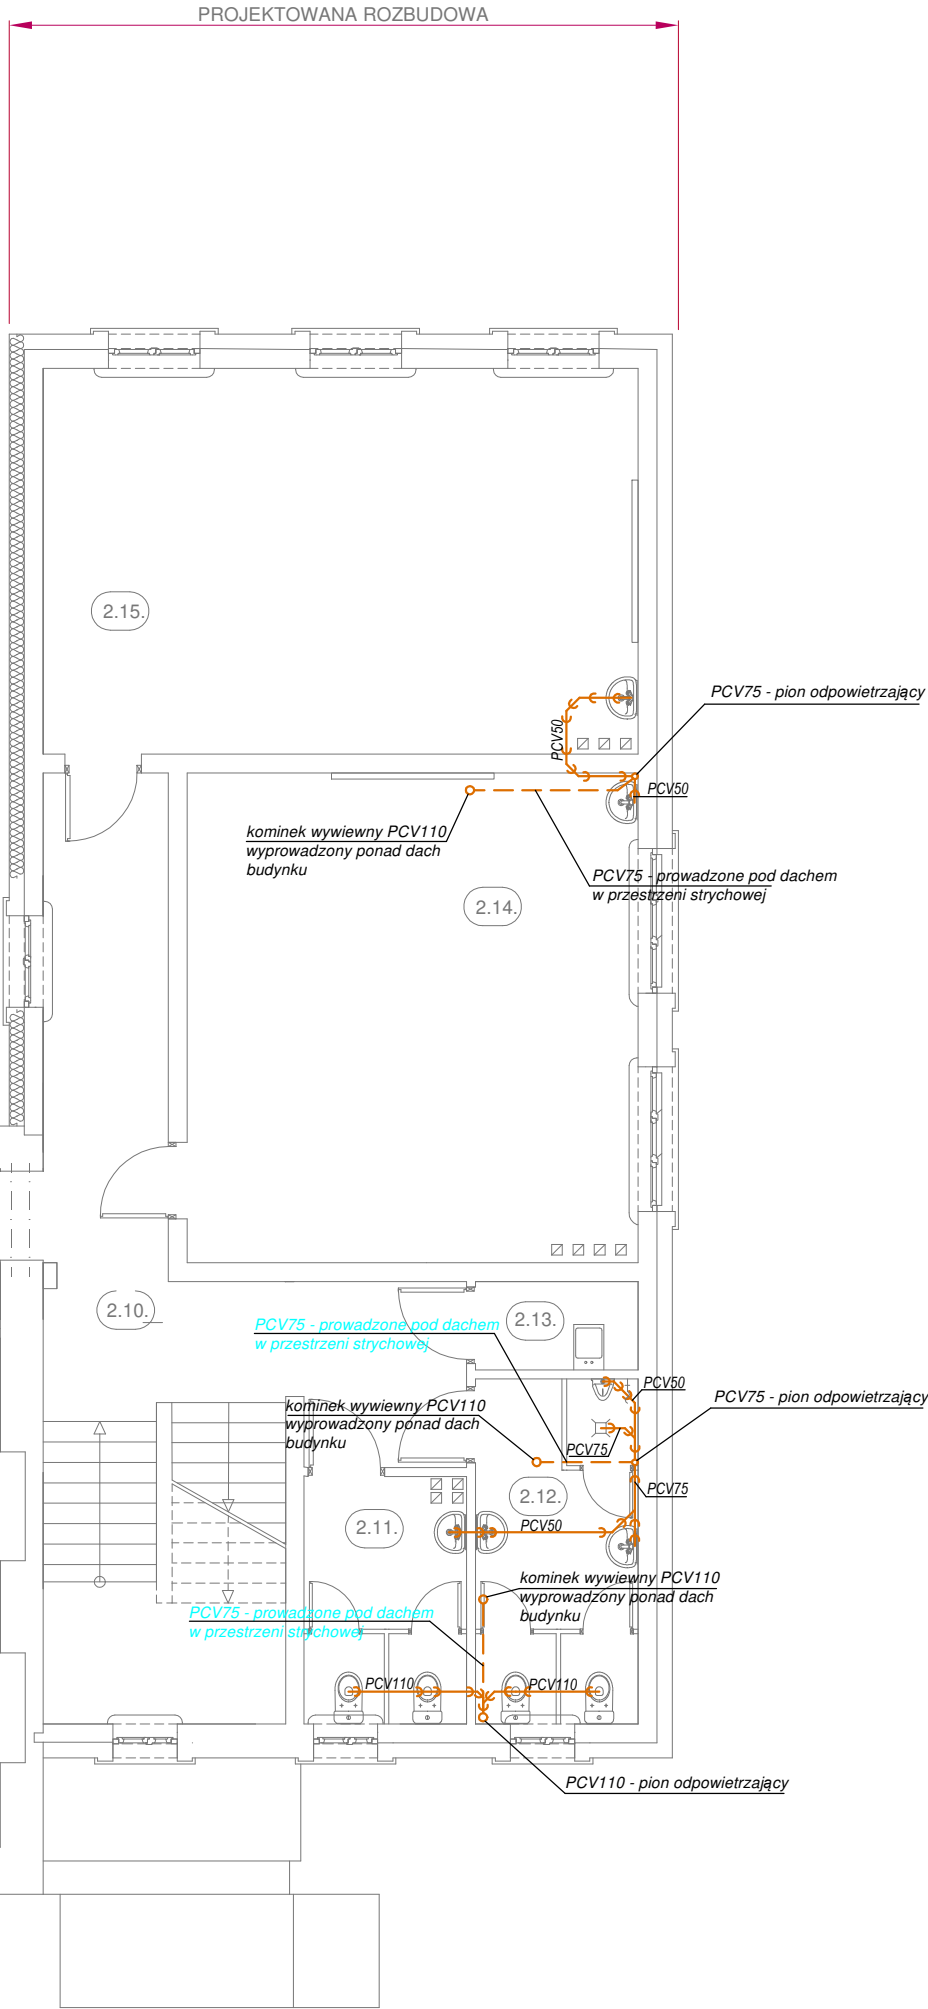 PROJEKTOWANA ROZBUDOWA
2.15.
PCV75 - pion odpowietrzający
PCV50
PCV50
kominek wywiewny PCV110
wyprowadzony ponad dach
budynku
PCV75 - prowadzone pod dachem
w przestrzeni strychowej
2.14.
2.10.
2.13.
PCV75 - prowadzone pod dachem
w przestrzeni strychowej
PCV50
PCV75 - pion odpowietrzający
kominek wywiewny PCV110
wyprowadzony ponad dach
budynku
PCV75
PCV75
2.12.
2.11.
PCV50
kominek wywiewny PCV110
wyprowadzony ponad dach
budynku
PCV75 - prowadzone pod dachem
w przestrzeni strychowej
PCV110
PCV110
PCV110 - pion odpowietrzający